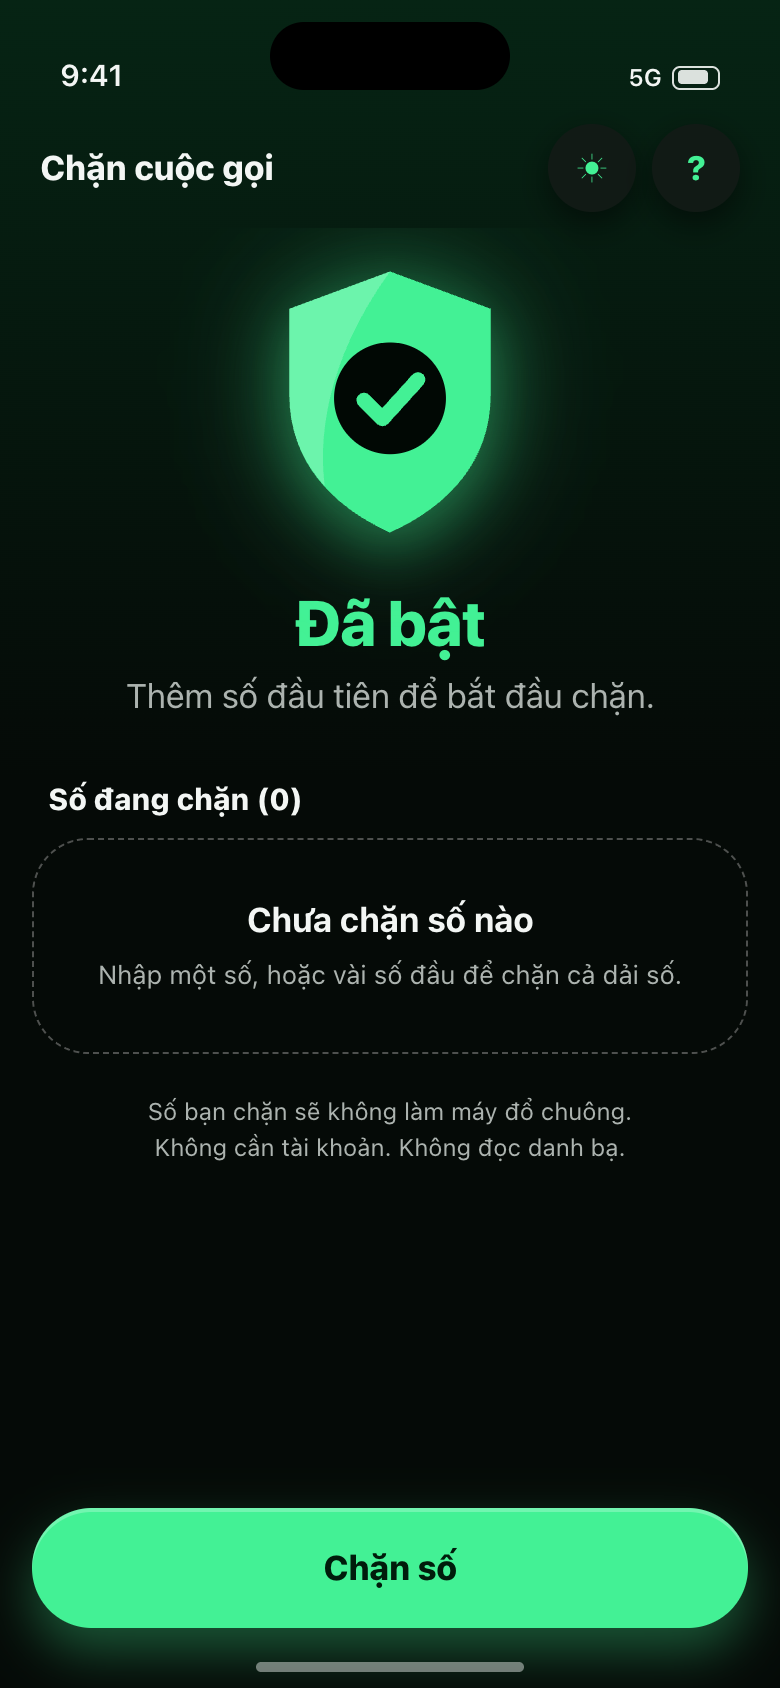 9:41
5G
Chặn cuộc gọi
?
Đã bật
Thêm số đầu tiên để bắt đầu chặn.
Số đang chặn (0)
Chưa chặn số nào
Nhập một số, hoặc vài số đầu để chặn cả dải số.
Số bạn chặn sẽ không làm máy đổ chuông.
Không cần tài khoản. Không đọc danh bạ.
Chặn số